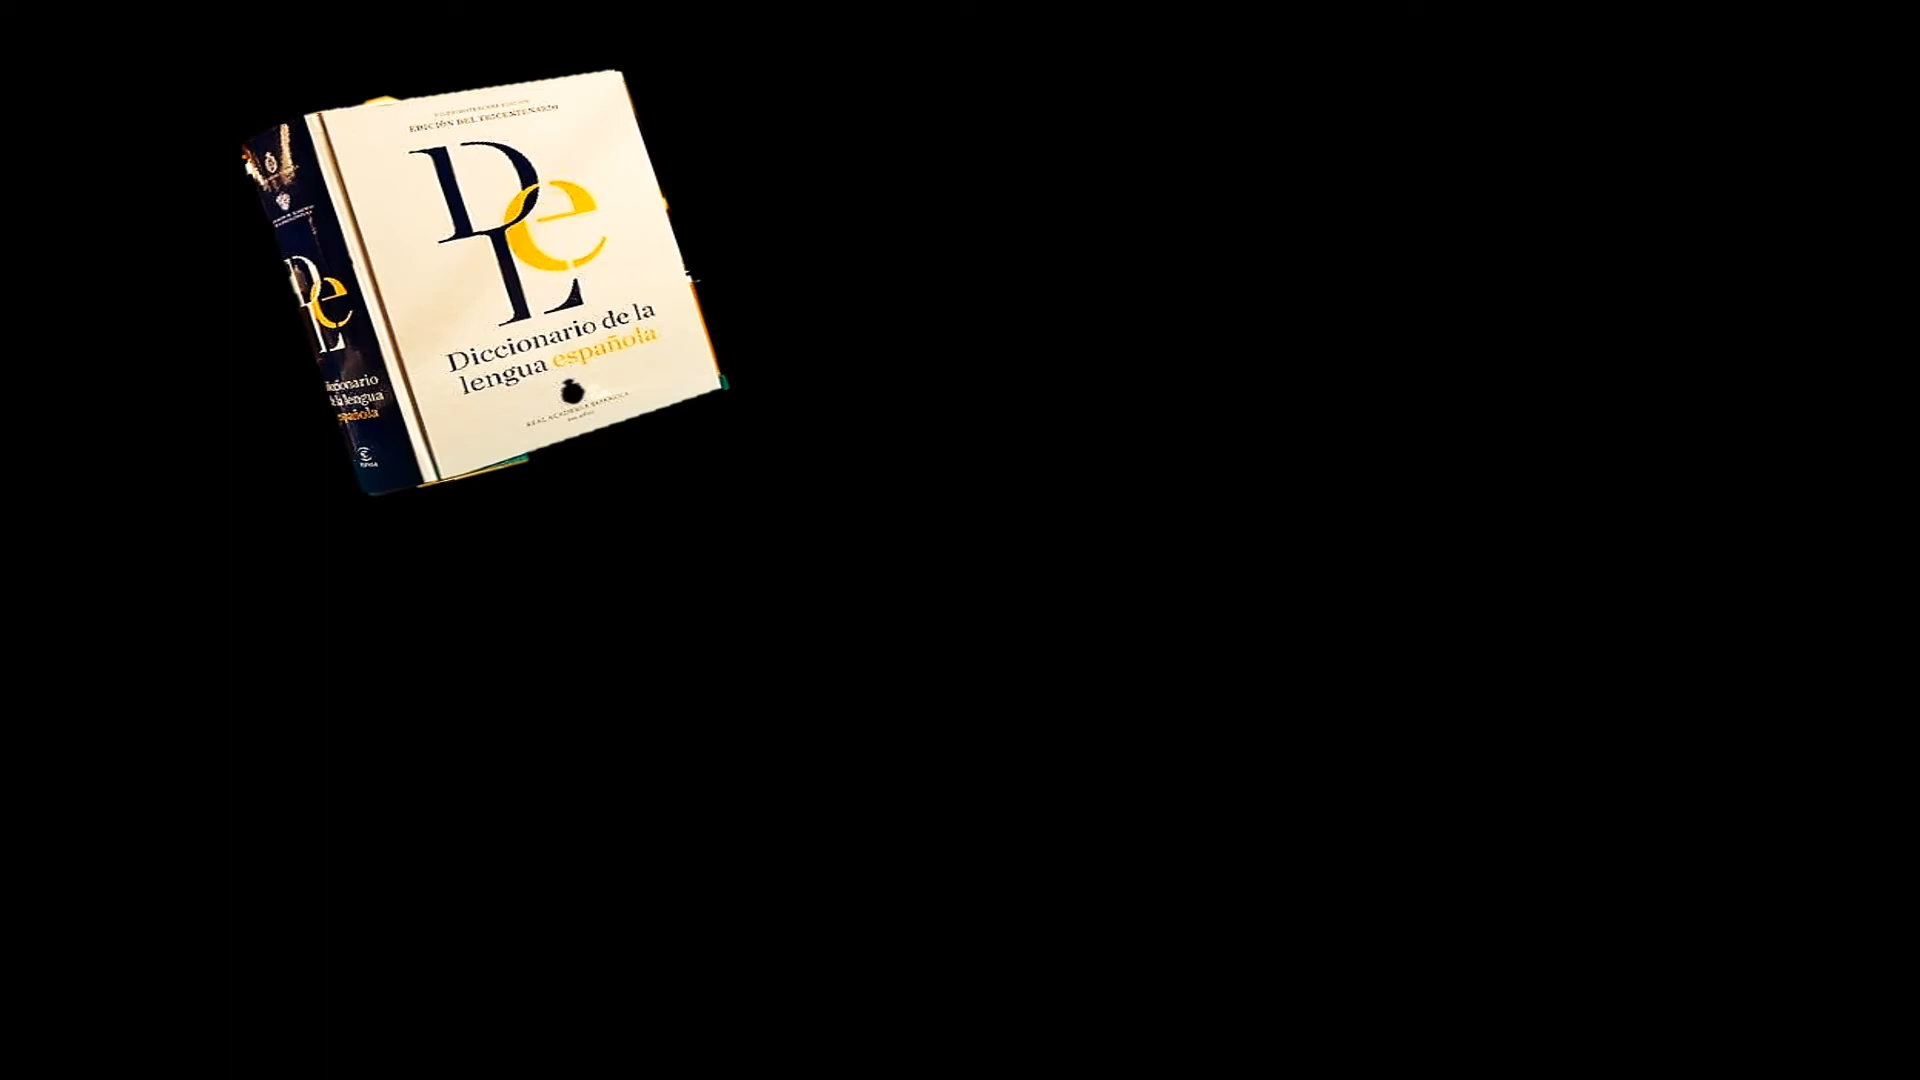 EDICIÓN DEL TRICENTENARIO
DLe
Diccionario de la
lengua española
REAL ACADEMIA ESPAÑOLA
DLe
Diccionario
de la lengua
española